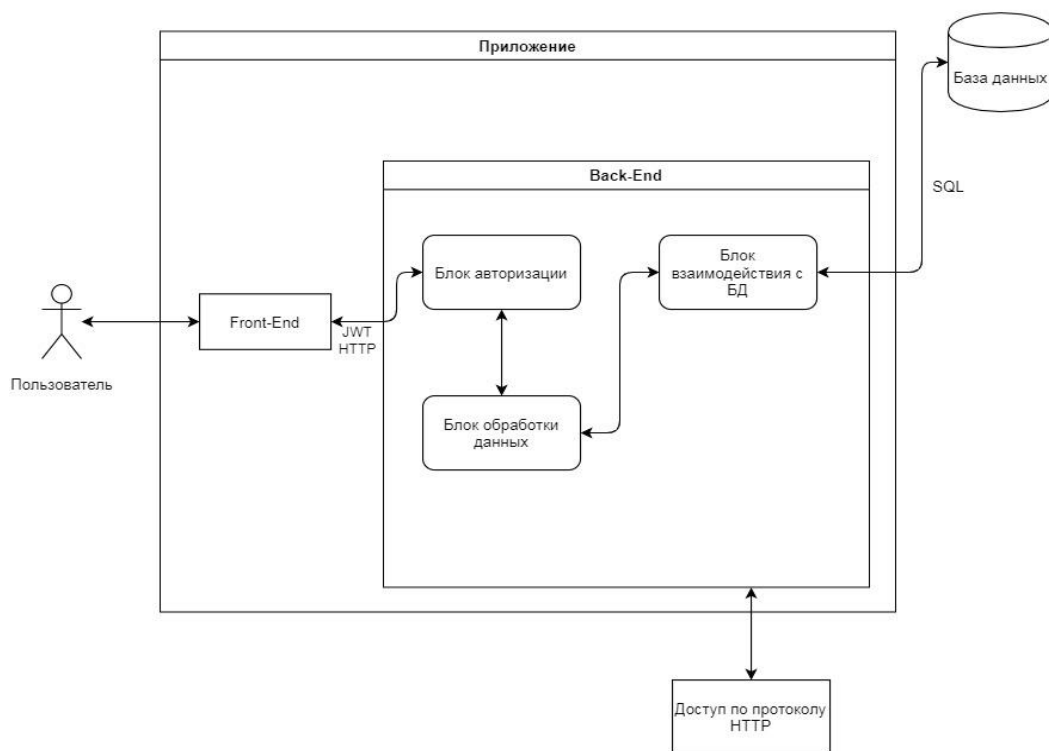 Приложение
База данных
Back-End
SQL
Блок авторизации
Блок
взаимодействия с
БД
Front-End
JWT
HTTP
Пользователь
Блок обработки
данных
Доступ по протоколу
HTTP